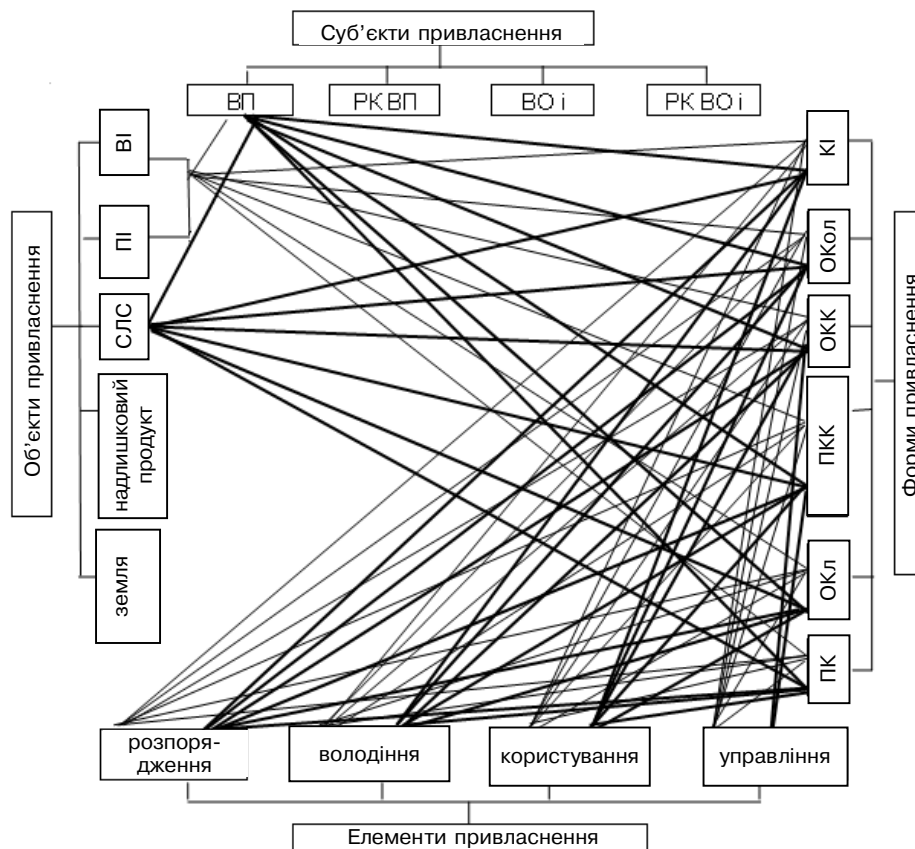 Суб’єкти привласнення
ВП
РК ВП
ВО і
РК ВО і
Об’єкти привласнення
ВІ
ПІ
СЛС
надлишковий
продукт
земля
КІ
ОКол
ОКК
ПКК
ОКл
ПК
Форми привласнення
розпоря-
дження
володіння
користування
управління
Елементи привласнення